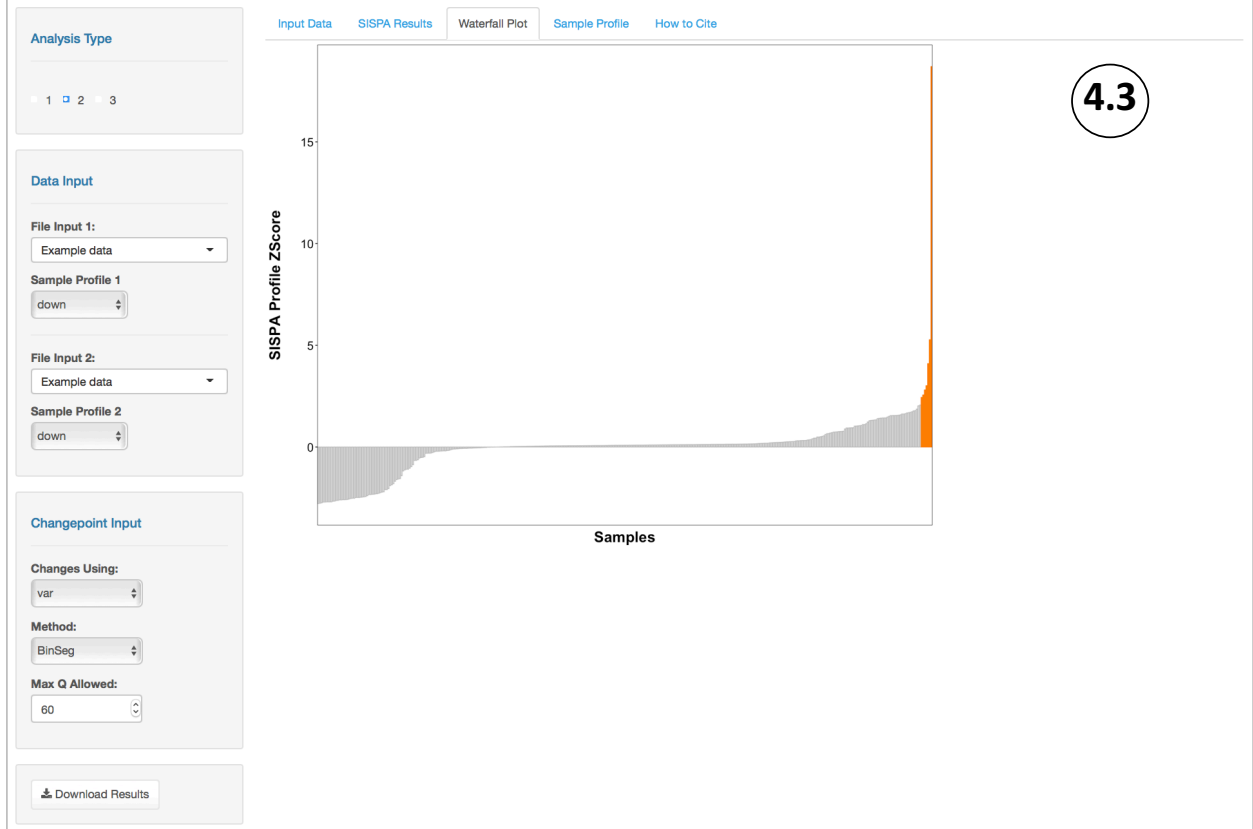 Analysis Type
1 2 3
Data Input
File Input 1:
Example data
Sample Profile 1
down
File Input 2:
Example data
Sample Profile 2
down
Changepoint Input
Changes Using:
var
Method:
BinSeg
Max Q Allowed:
60
Download Results
Input Data SISPA Results Waterfall Plot Sample Profile How to Cite
4.3
SISPA Profile ZScore
15
10
5
0
Samples